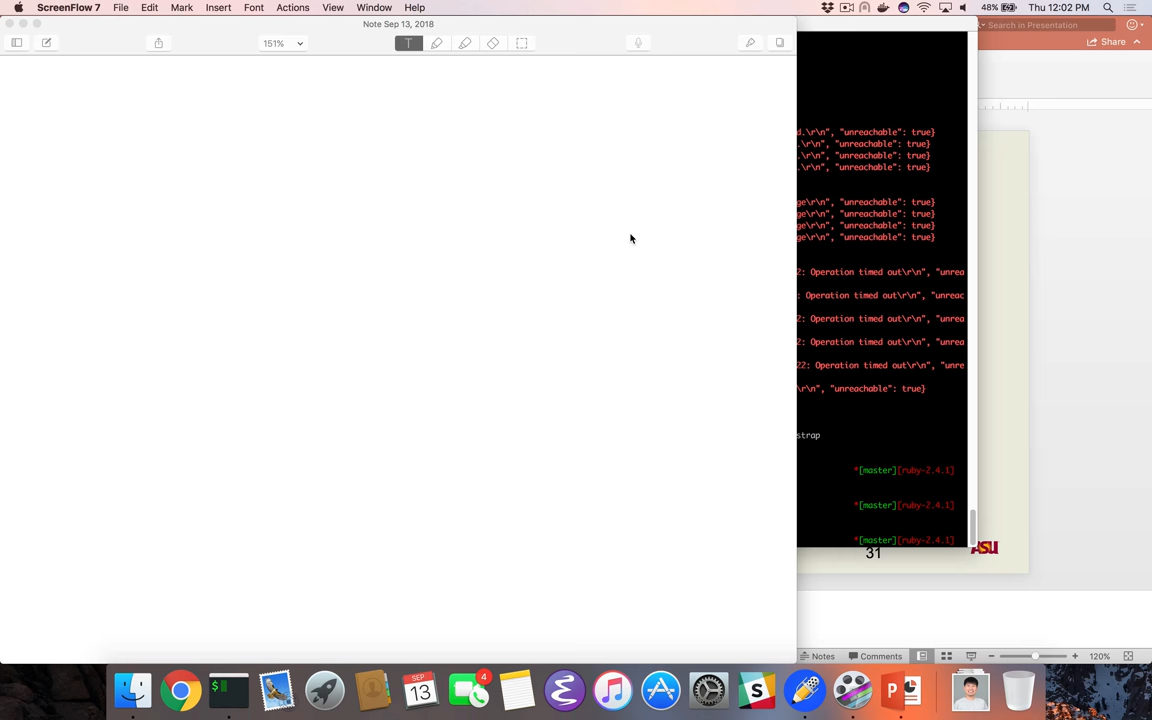 ScreenFlow 7 File Edit Mark Insert Font Actions View Window Help 48% Thu 12:02 PM
Note Sep 13, 2018
Search in Presentation
151% T
Share
d.\r\n", "unreachable": true}
.\r\n", "unreachable": true}
.\r\n", "unreachable": true}
.\r\n", "unreachable": true}
ge\r\n", "unreachable": true}
ge\r\n", "unreachable": true}
ge\r\n", "unreachable": true}
ge\r\n", "unreachable": true}
2: Operation timed out\r\n", "unrea
: Operation timed out\r\n", "unreac
2: Operation timed out\r\n", "unrea
2: Operation timed out\r\n", "unrea
22: Operation timed out\r\n", "unre
\r\n", "unreachable": true}
strap
*[master][ruby-2.4.1]
*[master][ruby-2.4.1]
*[master][ruby-2.4.1]
31 ASU
Notes Comments 120%
4
SEP
13
$
S
P